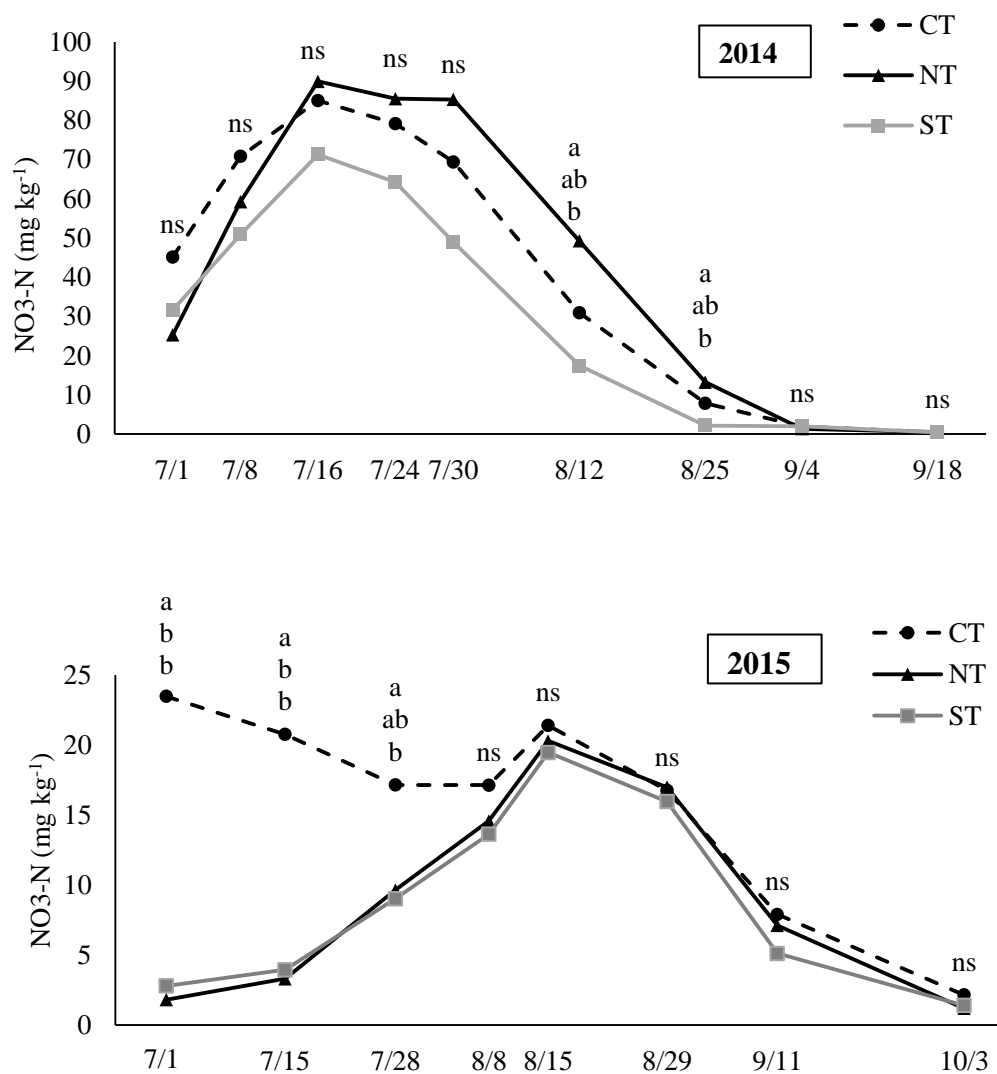 2014
CT
NT
ST
NO3-N (mg kg-1)
100
90
80
70
60
50
40
30
20
10
0
ns
ns
ns
ns
ns
a
ab
b
a
ab
b
ns
ns
7/1 7/8 7/16 7/24 7/30 8/12 8/25 9/4 9/18
2015
CT
NT
ST
NO3-N (mg kg-1)
25
20
15
10
5
0
a
b
b
a
b
b
a
ab
b
ns
ns
ns
ns
ns
7/1 7/15 7/28 8/8 8/15 8/29 9/11 10/3